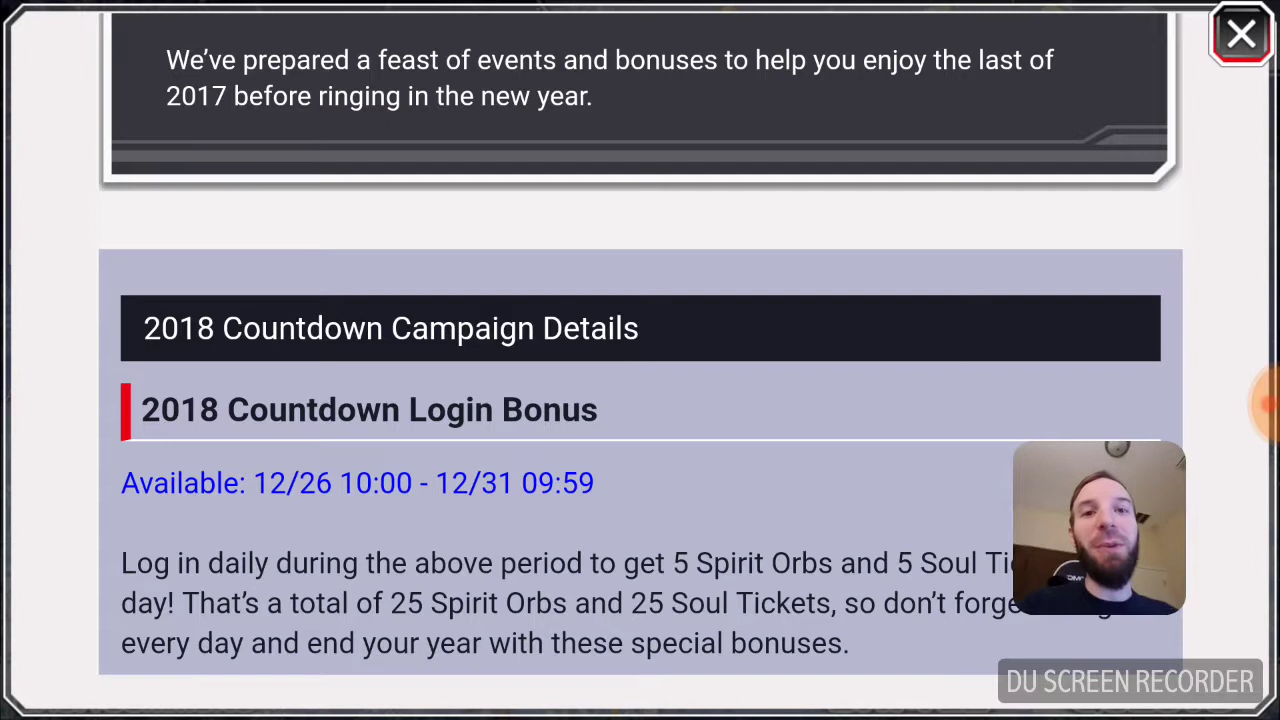 We’ve prepared a feast of events and bonuses to help you enjoy the last of
2017 before ringing in the new year.
2018 Countdown Campaign Details
2018 Countdown Login Bonus
Available: 12/26 10:00 - 12/31 09:59
Log in daily during the above period to get 5 Spirit Orbs and 5 Soul
day! That’s a total of 25 Spirit Orbs and 25 Soul Tickets, so don’t
every day and end your year with these special bonuses.
DU SCREEN RECORDER